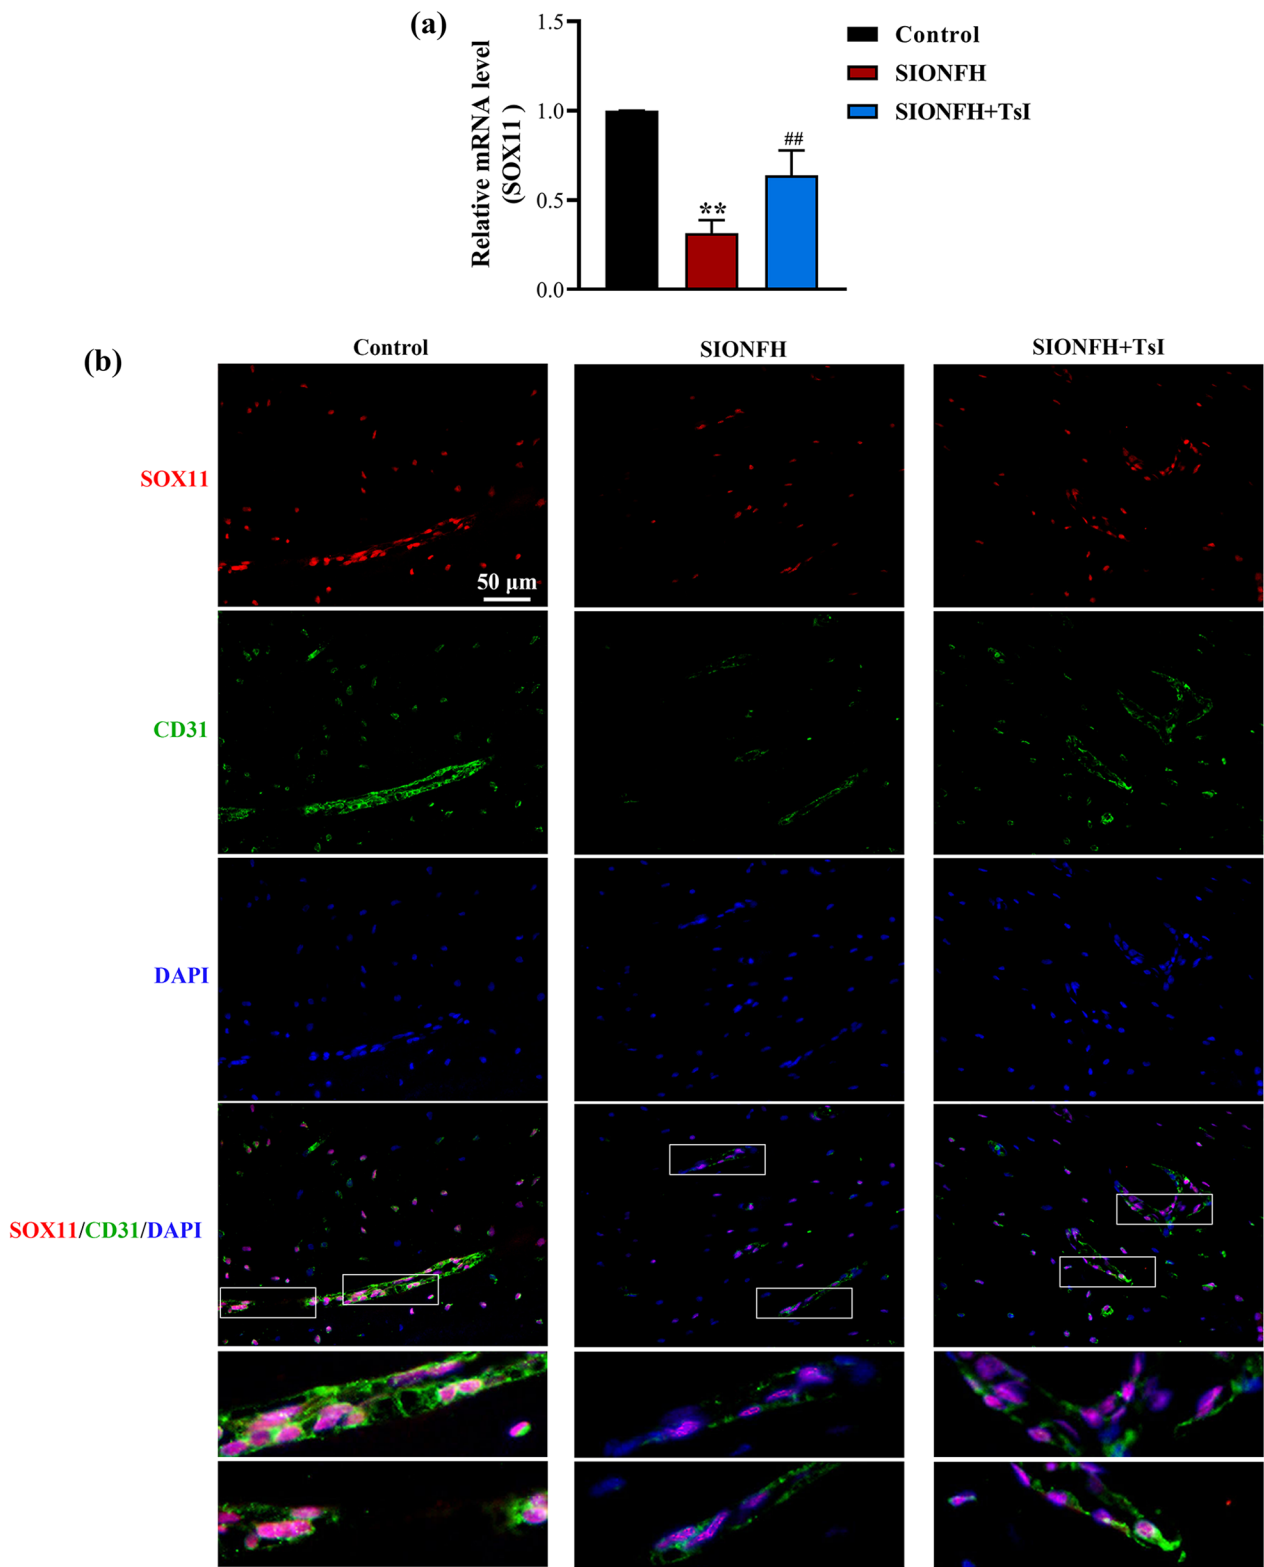 (a)
Relative mRNA level
(SOX11 )
1.5
1.0
0.5
0.0
**
##
Control
SIONFH
SIONFH+TsI
(b)
Control
SIONFH
SIONFH+TsI
SOX11
50 μm
CD31
DAPI
SOX11/CD31/DAPI